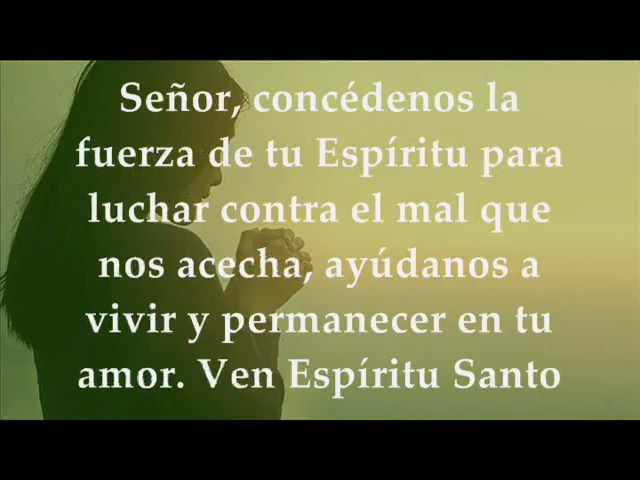 Señor, concédenos la
fuerza de tu Espíritu para
luchar contra el mal que
nos acecha, ayúdanos a
vivir y permanecer en tu
amor. Ven Espíritu Santo